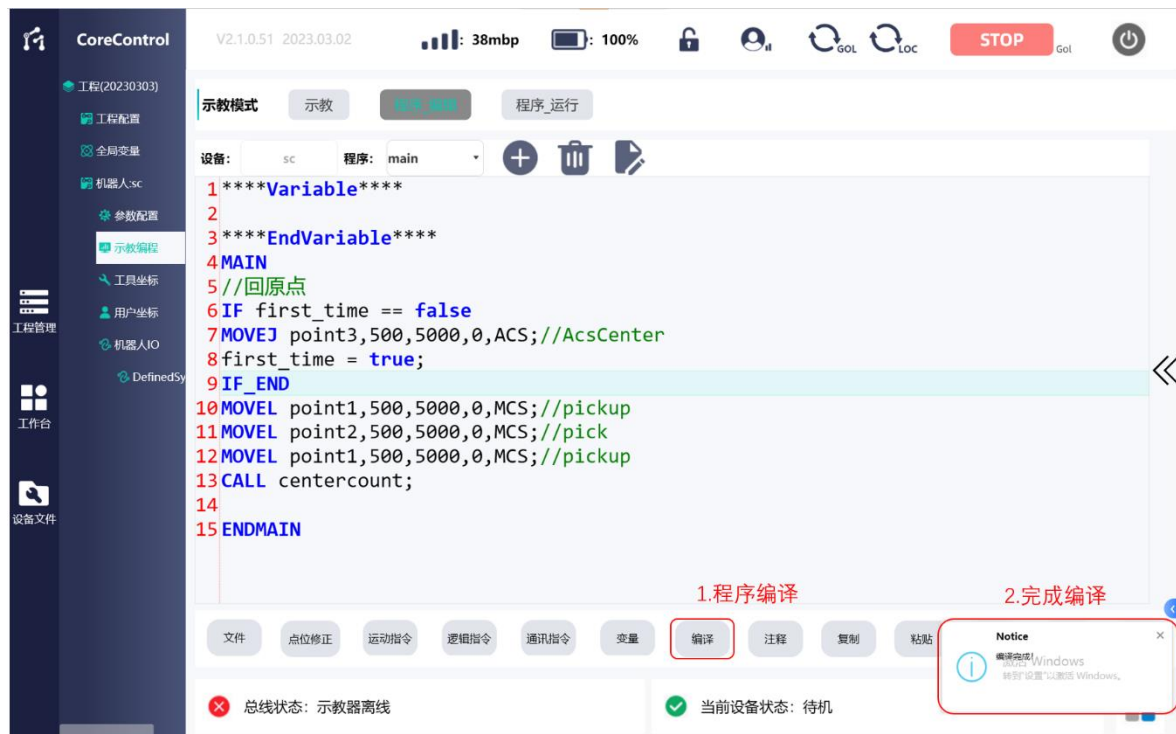 CoreControl
V2.1.0.51 2023.03.02
: 38mbp
: 100%
GOL
LOC
STOP
Gol
工程(20230303)
工程配置
全局变量
机器人:sc
参数配置
示教编程
工具坐标
用户坐标
机器人IO
DefinedSy
工程管理
工作台
设备文件
示教模式 示教 程序_编辑 程序_运行
设备: sc 程序: main
1 ****Variable****
2
3 ****EndVariable****
4 MAIN
5 //回原点
6 IF first_time == false
7 MOVEJ point3,500,5000,0,ACS;//AcsCenter
8 first_time = true;
9 IF_END
10 MOVEL point1,500,5000,0,MCS;//pickup
11 MOVEL point2,500,5000,0,MCS;//pick
12 MOVEL point1,500,5000,0,MCS;//pickup
13 CALL centercount;
14
15 ENDMAIN
1.程序编译
2.完成编译
文件 点位修正 运动指令 逻辑指令 通讯指令 变量 编译 注释 复制 粘贴
Notice
编译完成!
激活 Windows
转到"设置"以激活 Windows。
总线状态: 示教器离线
当前设备状态: 待机